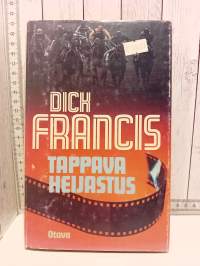 DICK
FRANCIS
TAPPAVA
HEIJASTUS
Otava